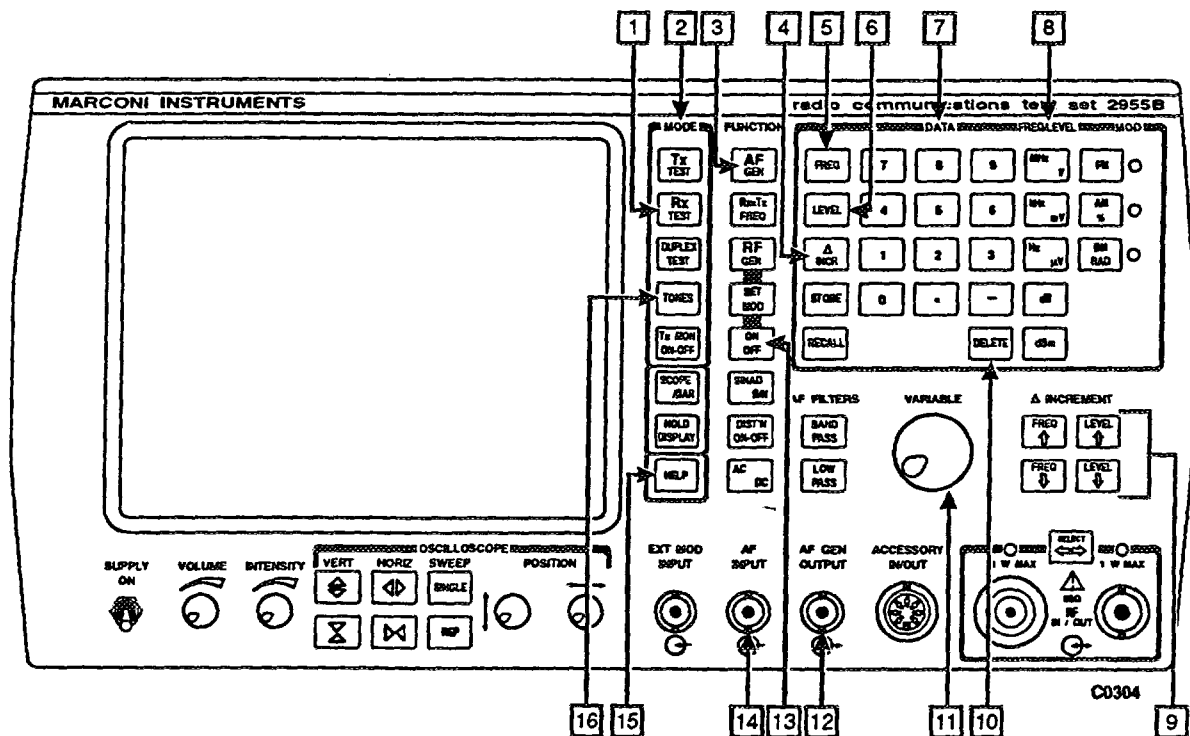 1 2 3 4 5 6 7 8
MARCONI INSTRUMENTS
radio communications test set 2955B
MODE FUNCTION DATA FREQ/LEVEL MOD
Tx TEST AF GEN FREQ 7 8 9 MHz V FM
Rx TEST Rx=Tx FREQ LEVEL 4 5 6 kHz mV AM %
DUPLEX TEST RF GEN Δ INCR 1 2 3 Hz µV RAD
TONES SET MOD STORE 0 . − dB
Tx MON ON-OFF ON OFF RECALL DELETE dBm
SCOPE /BAR SINAD S/N AF FILTERS VARIABLE Δ INCREMENT
HOLD DISPLAY DIST'N ON-OFF BAND PASS FREQ ⇧ LEVEL ⇧
HELP AC DC LOW PASS FREQ ⇩ LEVEL ⇩
OSCILLOSCOPE
SUPPLY ON VOLUME INTENSITY VERT HORIZ SWEEP POSITION
SINGLE
REP
EXT MOD INPUT AF INPUT AF GEN OUTPUT ACCESSORY IN/OUT
SELECT
1 W MAX 1 W MAX
RF
IN / OUT
C0304
16 15 14 13 12 11 10 9